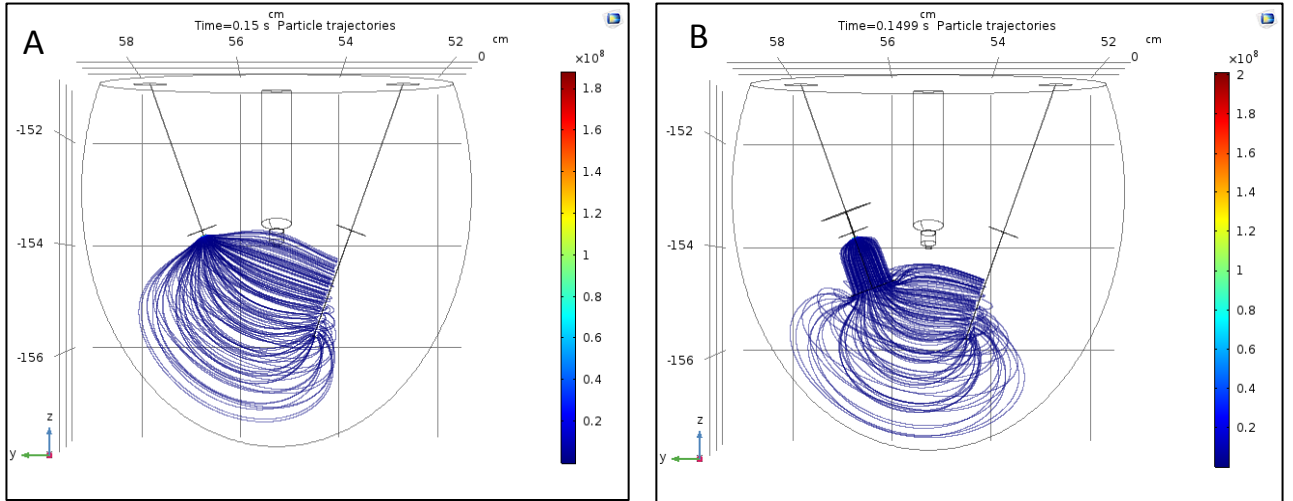 A
cm
Time=0.15 s Particle trajectories
58 56 54 52 cm
0
×10⁸
1.8
1.6
1.4
1.2
1
0.8
0.6
0.4
0.2
-152
-154
-156
z
y
B
cm
Time=0.1499 s Particle trajectories
58 56 54 52 cm
0
×10⁸
2
1.8
1.6
1.4
1.2
1
0.8
0.6
0.4
0.2
-152
-154
-156
z
y